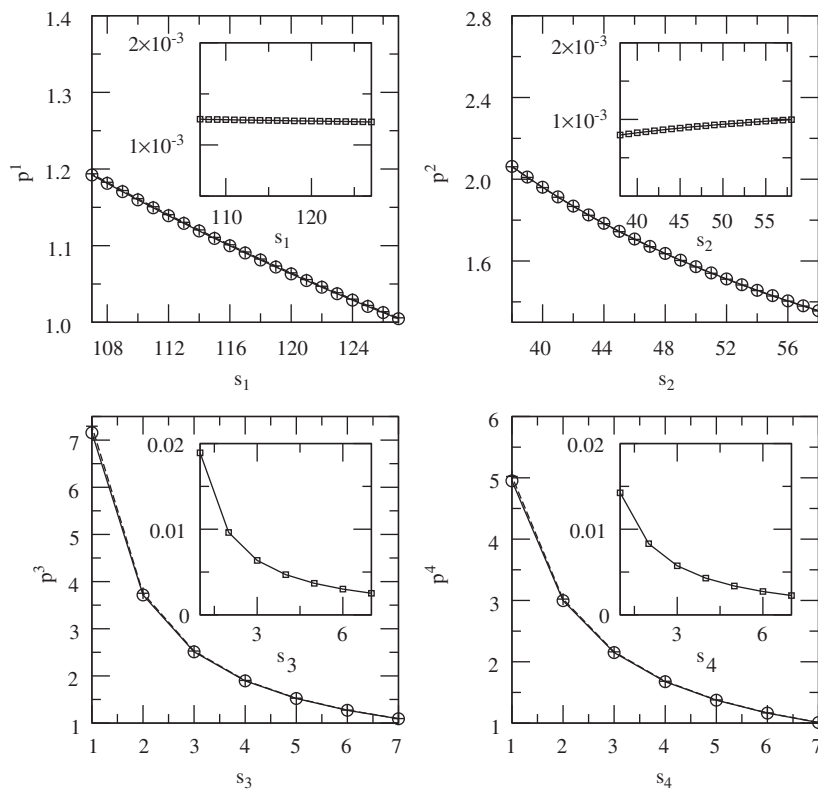 1.4
1.3
1.2
1.1
1.0
p¹
108 112 116 120 124
s₁
2×10⁻³
1×10⁻³
110 120
s₁
2.8
2.4
2.0
1.6
p²
40 44 48 52 56
s₂
2×10⁻³
1×10⁻³
40 45 50 55
s₂
7
6
5
4
3
2
1
p³
1 2 3 4 5 6 7
s₃
0.02
0.01
0
3 6
s₃
6
5
4
3
2
1
p⁴
1 2 3 4 5 6 7
s₄
0.02
0.01
0
3 6
s₄